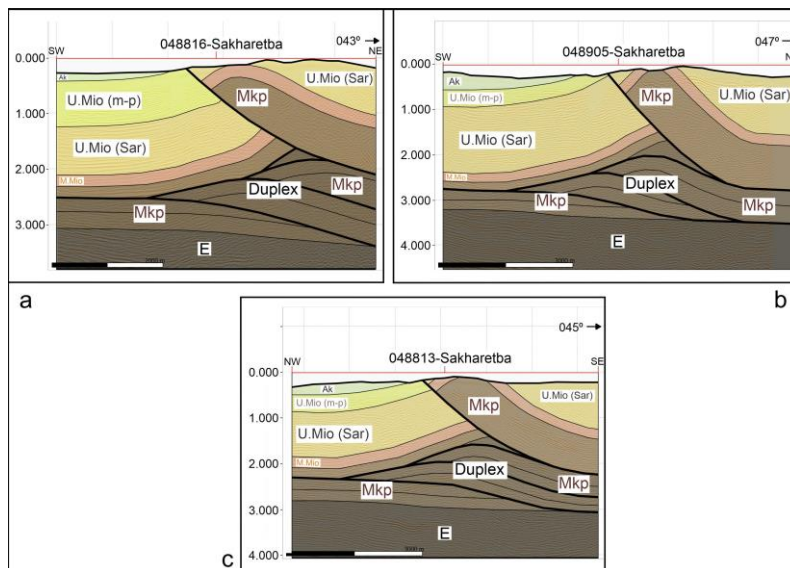 048816-Sakharetba
043°
SW
NE
0.000
1.000
2.000
3.000
Ak
U.Mio (m-p)
U.Mio (Sar)
M.Mio
Mkp
U.Mio (Sar)
Mkp
Duplex
Mkp
E
a
048905-Sakharetba
047°
SW
N
0.000
1.000
2.000
3.000
4.000
Ak
U.Mio (m-p)
U.Mio (Sar)
M.Mio
Mkp
U.Mio (Sar)
Duplex
Mkp
Mkp
E
b
045°
048813-Sakharetba
NW
SE
0.000
1.000
2.000
3.000
4.000
Ak
U.Mio (m-p)
U.Mio (Sar)
M.Mio
Mkp
U.Mio (Sar)
Duplex
Mkp
Mkp
E
3000 m
c